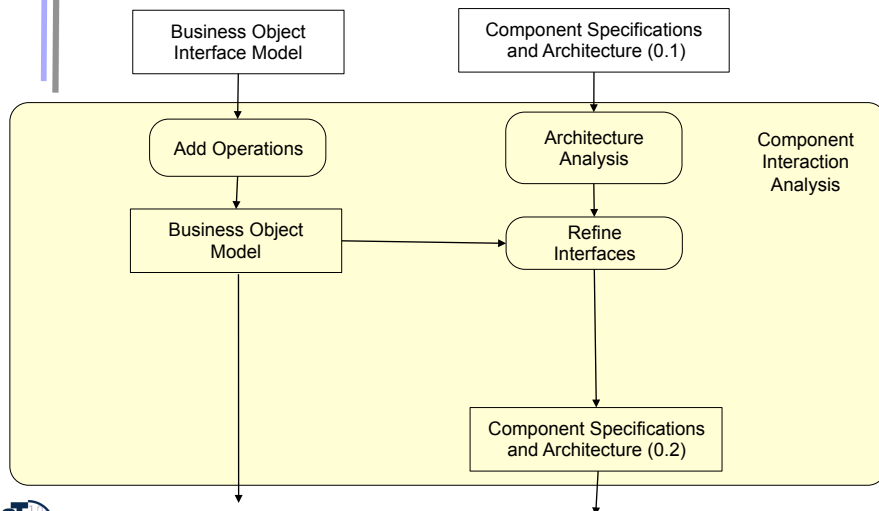 Business Object
Interface Model
Component Specifications
and Architecture (0.1)
Add Operations
Architecture
Analysis
Component
Interaction
Analysis
Business Object
Model
Refine
Interfaces
Component Specifications
and Architecture (0.2)